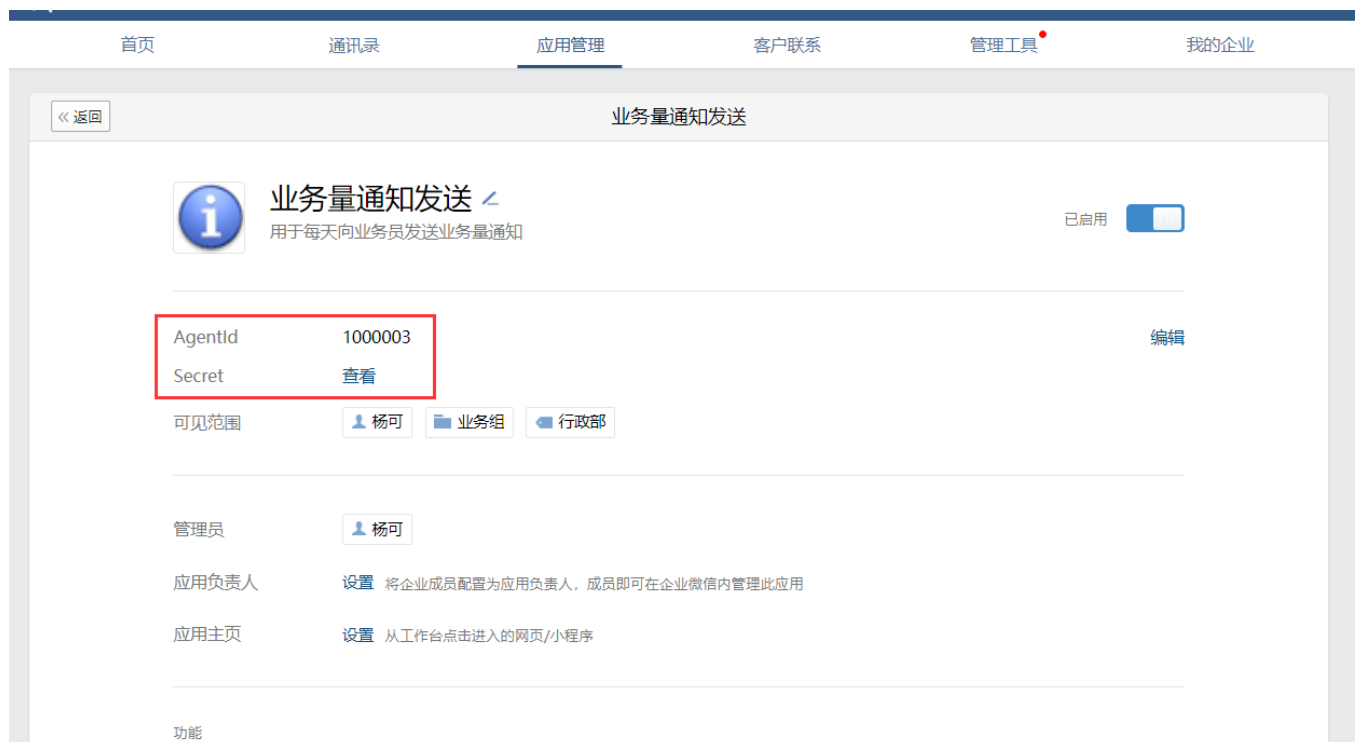 首页 通讯录 应用管理 客户联系 管理工具 我的企业
返回 业务量通知发送
业务量通知发送
用于每天向业务员发送业务量通知
已启用
AgentId 1000003 编辑
Secret 查看
可见范围 杨可 业务组 行政部
管理员 杨可
应用负责人 设置 将企业成员配置为应用负责人，成员即可在企业微信内管理此应用
应用主页 设置 从工作台点击进入的网页/小程序
功能